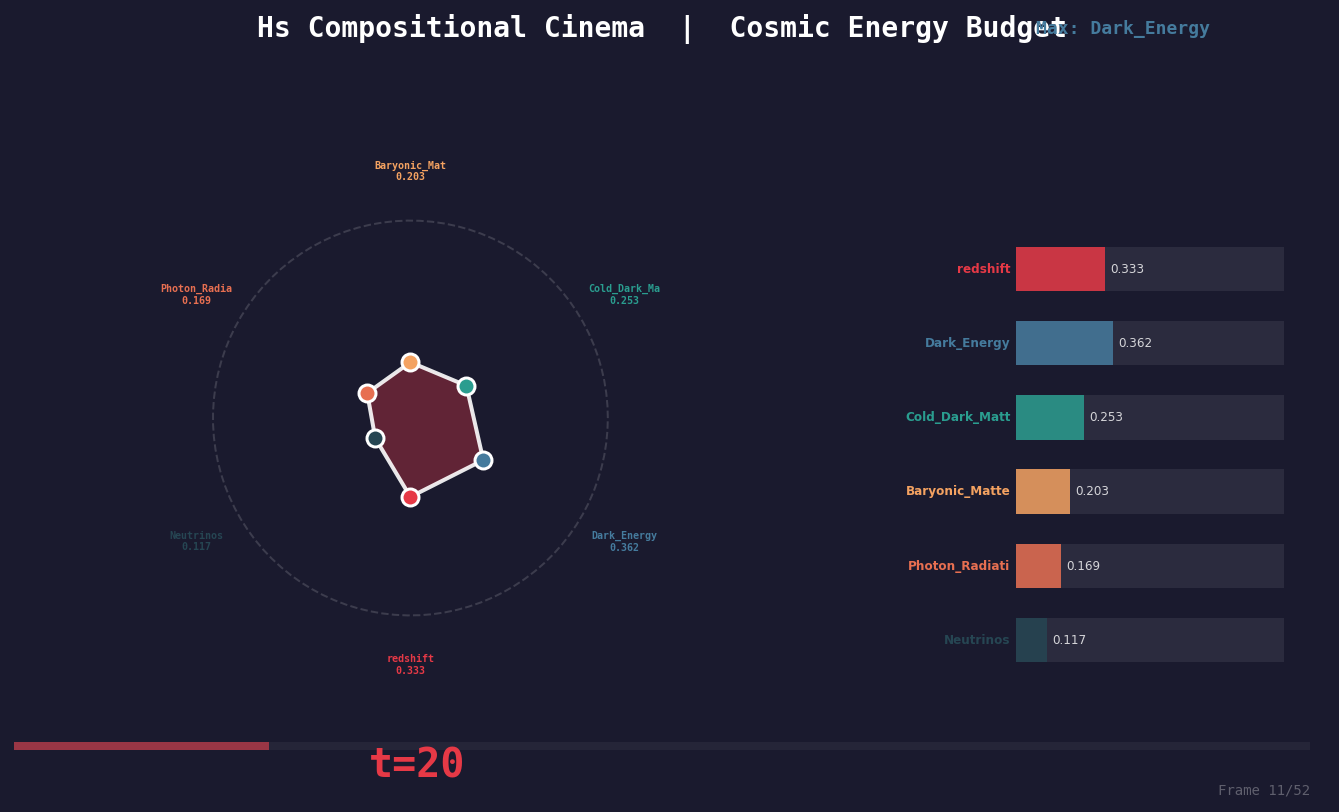 Hs Compositional Cinema | Cosmic Energy Budget
Max: Dark_Energy
Baryonic_Mat
0.203
Photon_Radia
0.169
Cold_Dark_Ma
0.253
Neutrinos
0.117
Dark_Energy
0.362
redshift
0.333
redshift 0.333
Dark_Energy 0.362
Cold_Dark_Matt 0.253
Baryonic_Matte 0.203
Photon_Radiati 0.169
Neutrinos 0.117
t=20
Frame 11/52